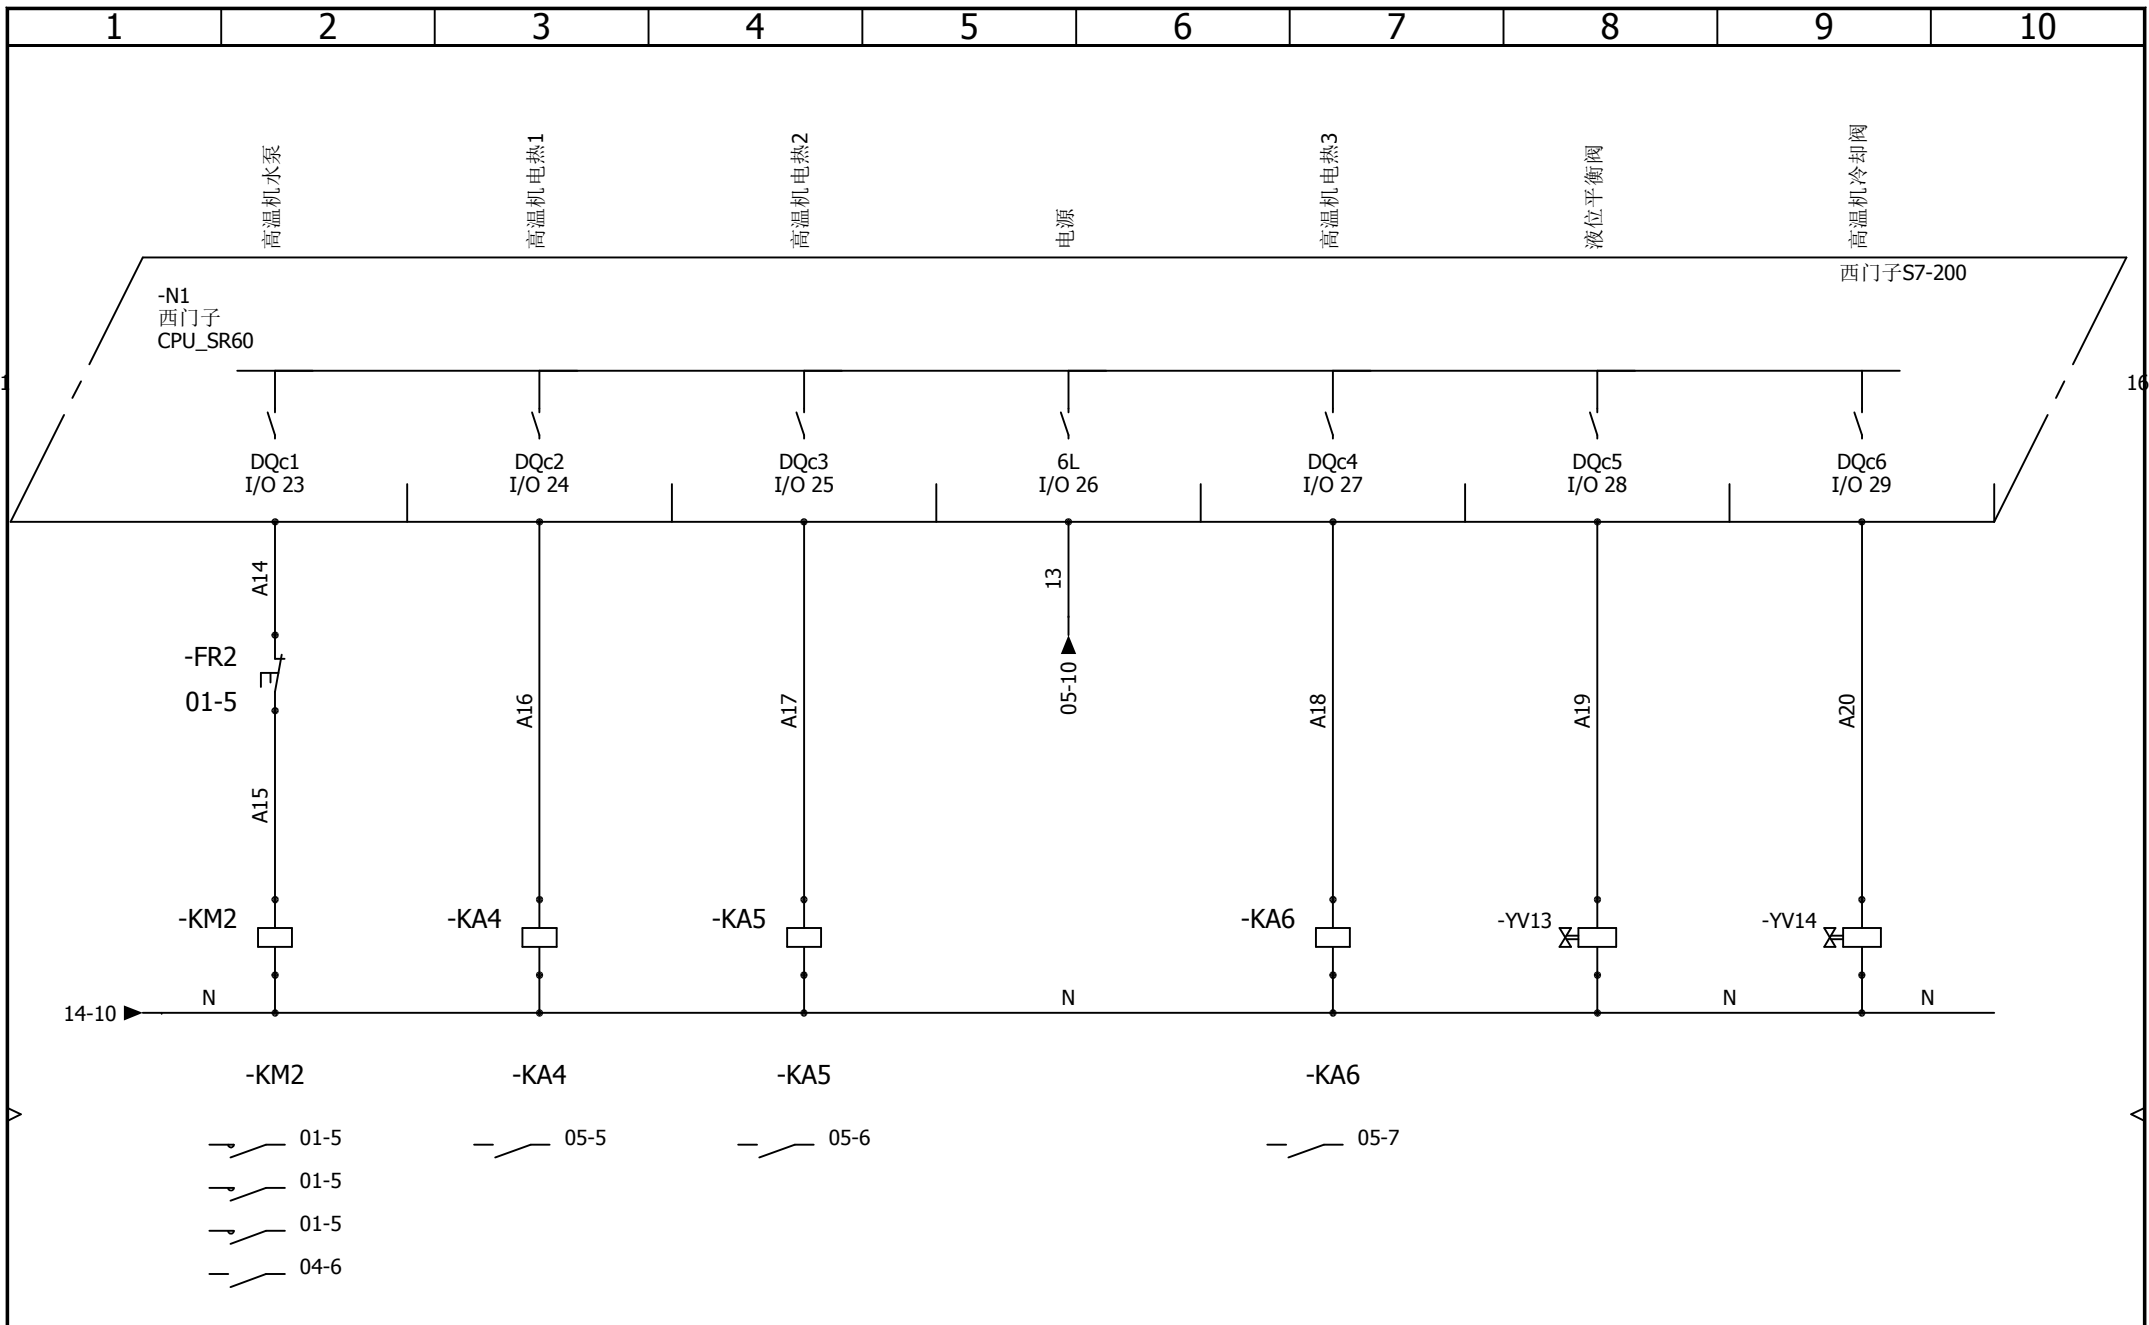 1 2 3 4 5 6 7 8 9 10
高温机水泵
高温机电热1
高温机电热2
电源
高温机电热3
液位平衡阀
高温机冷却阀
西门子S7-200
-N1
西门子
CPU_SR60
1
16
DQc1
I/O 23
DQc2
I/O 24
DQc3
I/O 25
6L
I/O 26
DQc4
I/O 27
DQc5
I/O 28
DQc6
I/O 29
A14
13
-FR2
01-5
05-10
A16
A17
A18
A19
A20
A15
-KM2
-KA4
-KA5
-KA6
-YV13
-YV14
14-10
N
N
N
N
-KM2
-KA4
-KA5
-KA6
01-5
05-5
05-6
05-7
01-5
01-5
04-6